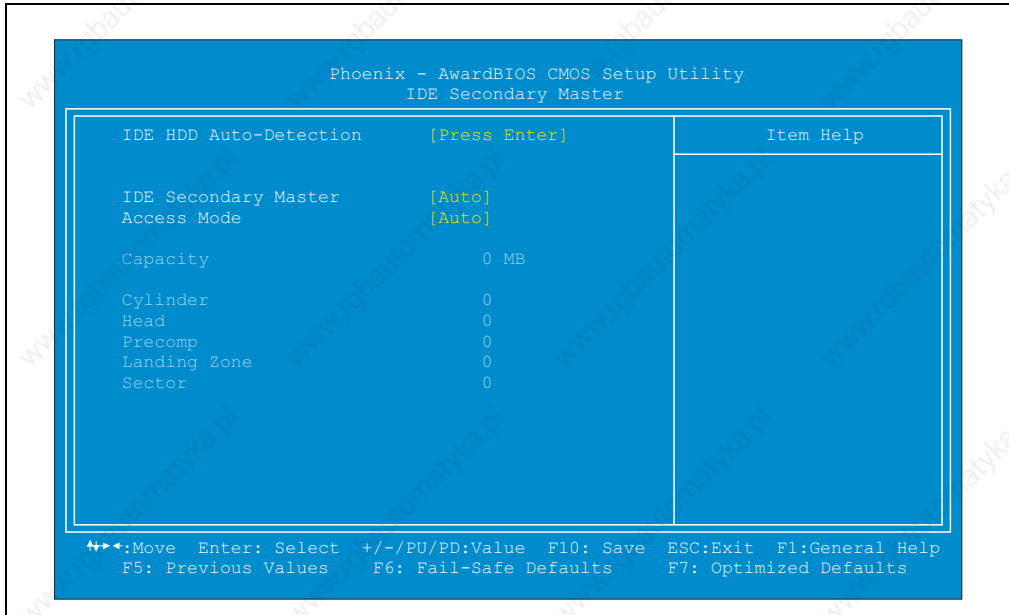 Phoenix - AwardBIOS CMOS Setup Utility
IDE Secondary Master
IDE HDD Auto-Detection [Press Enter] Item Help
IDE Secondary Master [Auto]
Access Mode [Auto]
Capacity 0 MB
Cylinder 0
Head 0
Precomp 0
Landing Zone 0
Sector 0
:Move Enter: Select +/-/PU/PD:Value F10: Save ESC:Exit F1:General Help
F5: Previous Values F6: Fail-Safe Defaults F7: Optimized Defaults
www.rgbautomatyka.pl